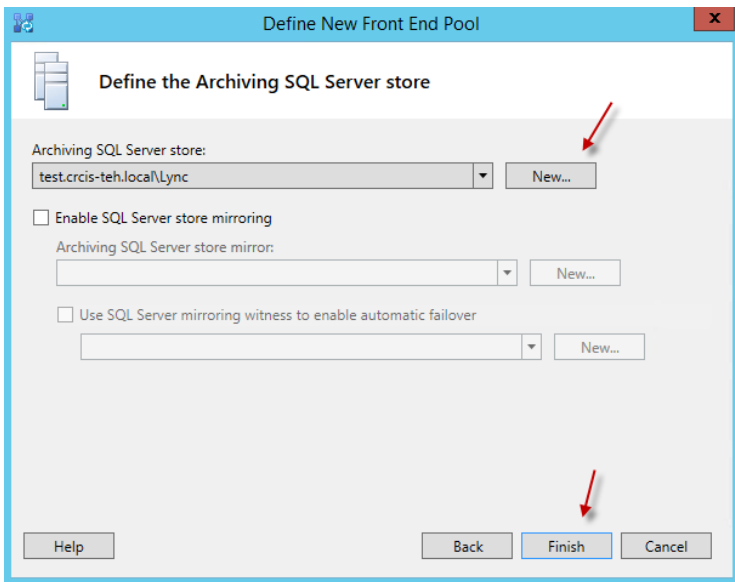 Define New Front End Pool
x
Define the Archiving SQL Server store
Archiving SQL Server store:
test.crcis-teh.local\Lync
New...
Enable SQL Server store mirroring
Archiving SQL Server store mirror:
New...
Use SQL Server mirroring witness to enable automatic failover
New...
Help
Back
Finish
Cancel